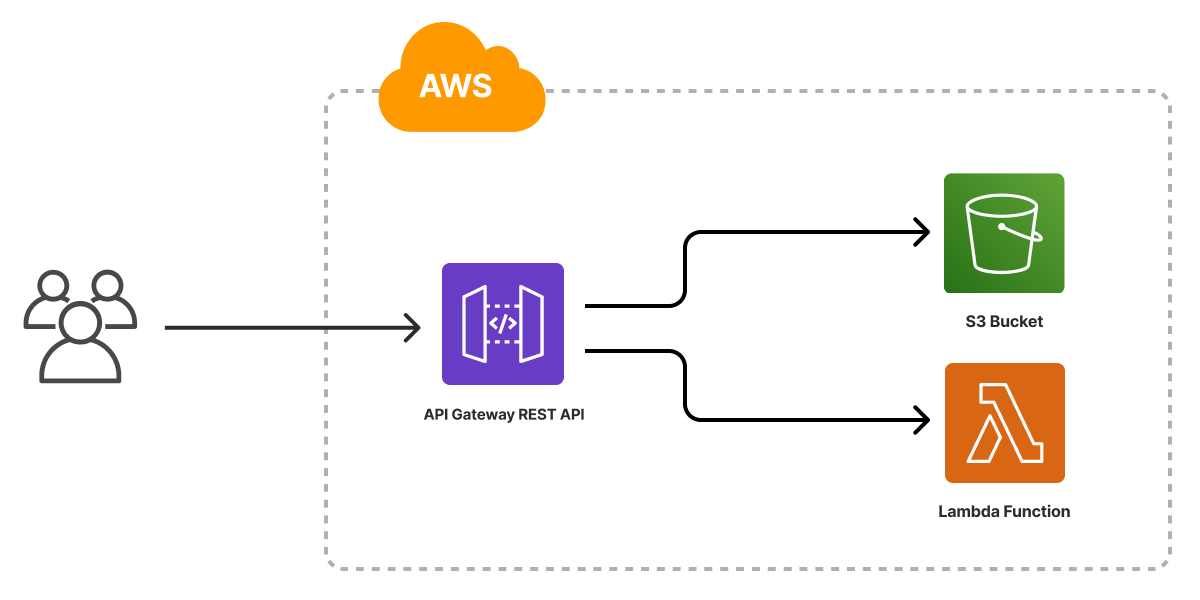 AWS
API Gateway REST API
S3 Bucket
Lambda Function